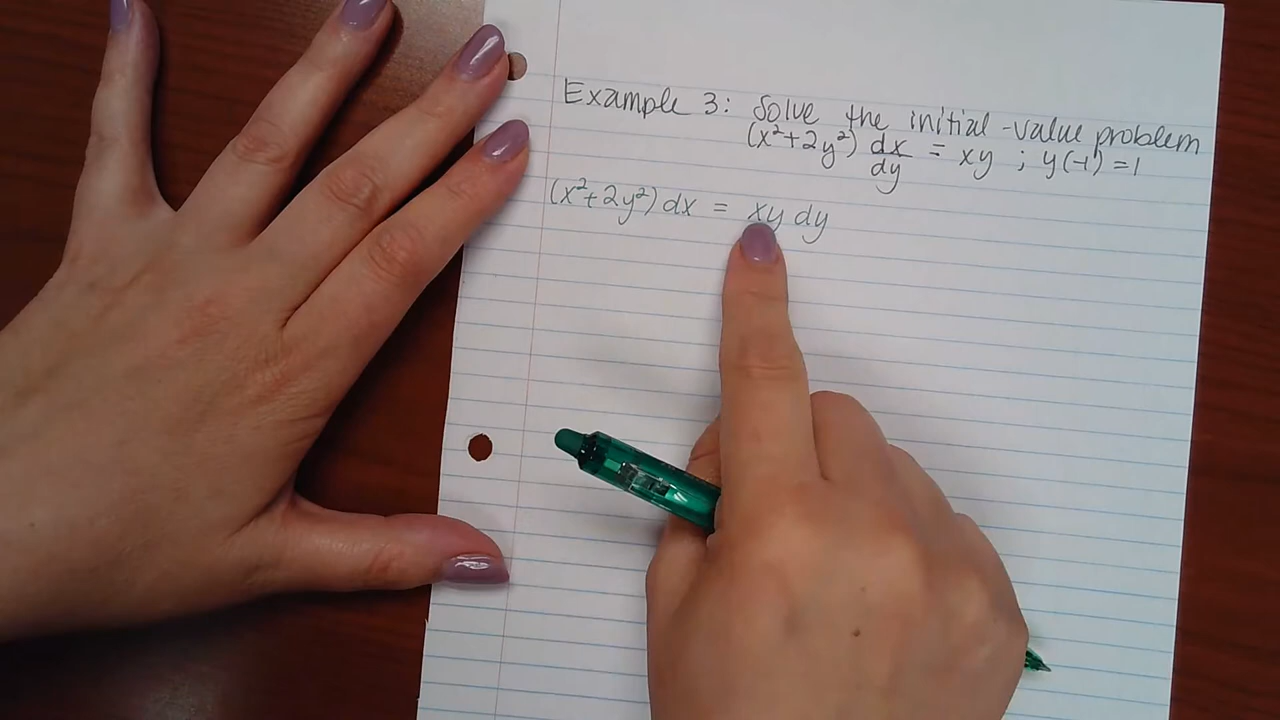 Example 3: Solve the initial-value problem
(x²+2y²) dx/dy = xy ; y(-1)=1
(x²+2y²)dx = xy dy